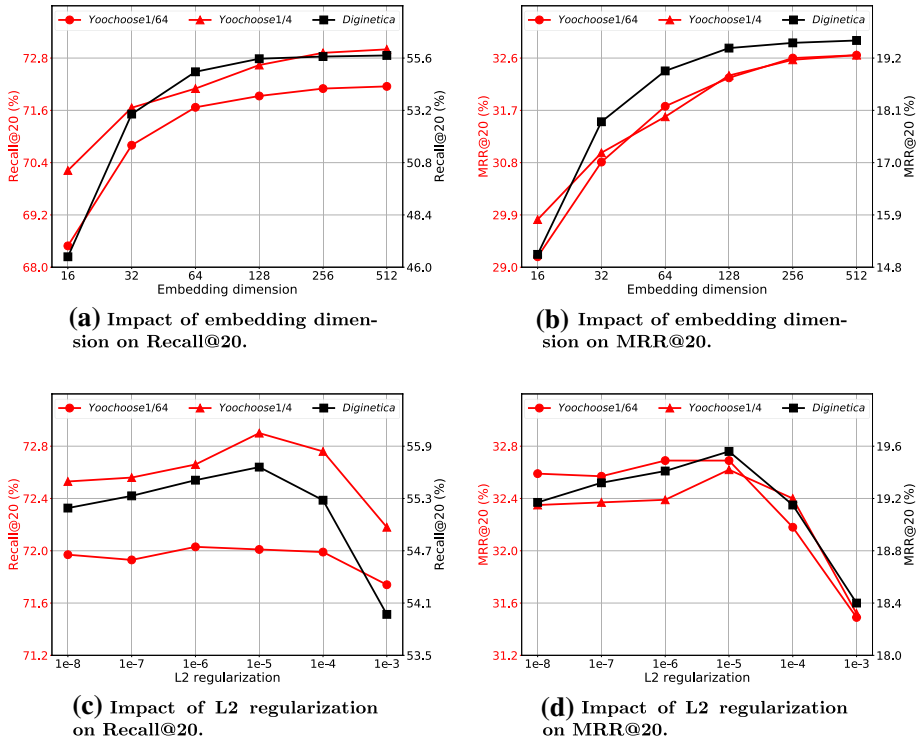 Yoochoose1/64 Yoochoose1/4 Diginetica
72.8
71.6
70.4
69.2
68.0
Recall@20 (%)
55.6
53.2
50.8
48.4
46.0
Recall@20 (%)
16 32 64 128 256 512
Embedding dimension
(a) Impact of embedding dimen-
sion on Recall@20.
Yoochoose1/64 Yoochoose1/4 Diginetica
32.6
31.7
30.8
29.9
29.0
MRR@20 (%)
19.2
18.1
17.0
15.9
14.8
MRR@20 (%)
16 32 64 128 256 512
Embedding dimension
(b) Impact of embedding dimen-
sion on MRR@20.
Yoochoose1/64 Yoochoose1/4 Diginetica
72.8
72.4
72.0
71.6
71.2
Recall@20 (%)
55.9
55.3
54.7
54.1
53.5
Recall@20 (%)
1e-8 1e-7 1e-6 1e-5 1e-4 1e-3
L2 regularization
(c) Impact of L2 regularization
on Recall@20.
Yoochoose1/64 Yoochoose1/4 Diginetica
32.8
32.4
32.0
31.6
31.2
MRR@20 (%)
19.6
19.2
18.8
18.4
18.0
MRR@20 (%)
1e-8 1e-7 1e-6 1e-5 1e-4 1e-3
L2 regularization
(d) Impact of L2 regularization
on MRR@20.